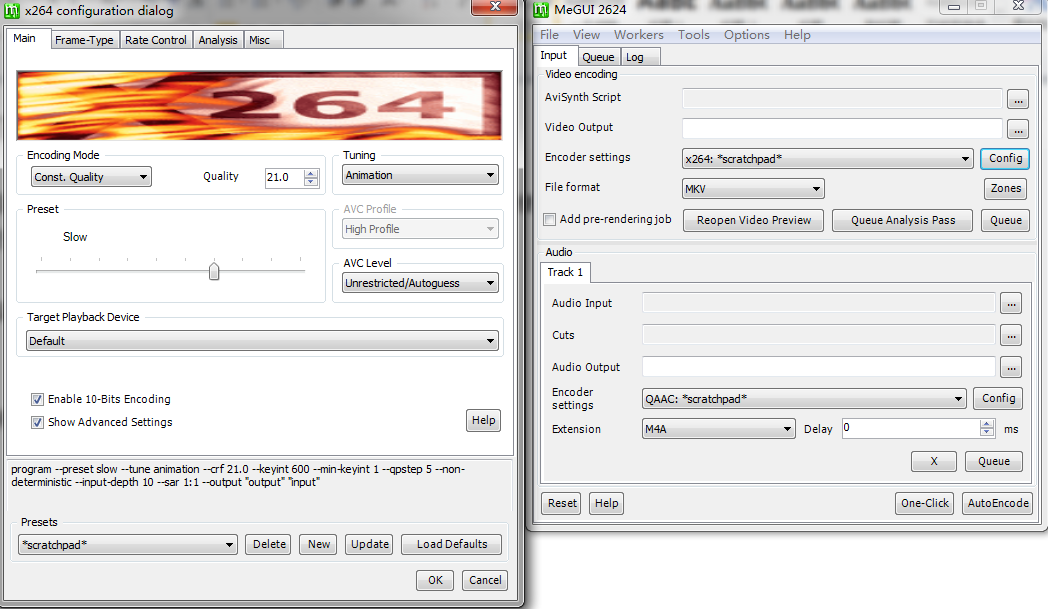 x264 configuration dialog
Main
Frame-Type
Rate Control
Analysis
Misc
264
Encoding Mode
Const. Quality
Quality
21.0
Tuning
Animation
Preset
Slow
AVC Profile
High Profile
AVC Level
Unrestricted/Autoguess
Target Playback Device
Default
Enable 10-Bits Encoding
Show Advanced Settings
Help
program --preset slow --tune animation --crf 21.0 --keyint 600 --min-keyint 1 --qpstep 5 --non-
deterministic --input-depth 10 --sar 1:1 --output "output" "input"
Presets
*scratchpad*
Delete
New
Update
Load Defaults
OK
Cancel
MeGUI 2624
File View Workers Tools Options Help
Input
Queue
Log
Video encoding
AviSynth Script
...
Video Output
...
Encoder settings
x264: *scratchpad*
Config
File format
MKV
Zones
Add pre-rendering job
Reopen Video Preview
Queue Analysis Pass
Queue
Audio
Track 1
Audio Input
...
Cuts
...
Audio Output
...
Encoder
settings
QAAC: *scratchpad*
Config
Extension
M4A
Delay
0
ms
X
Queue
Reset
Help
One-Click
AutoEncode